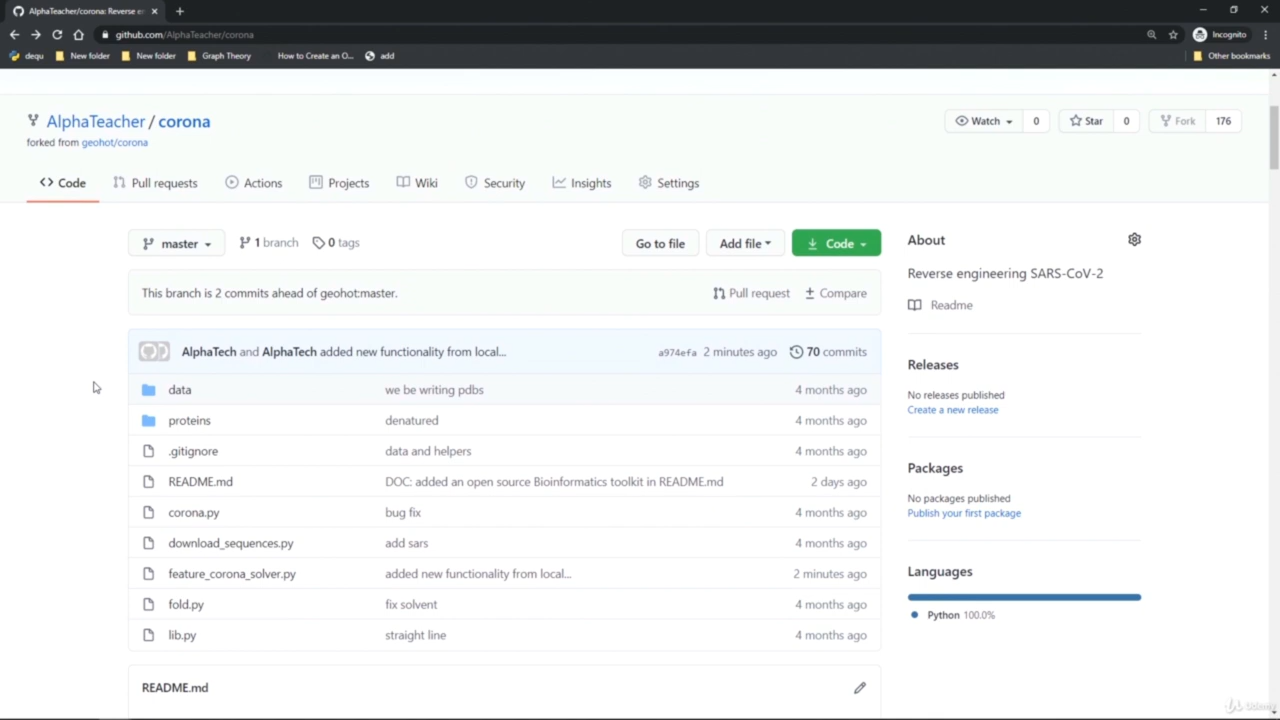 AlphaTeacher/corona: Reverse e
github.com/AlphaTeacher/corona
Incognito
dequ New folder New folder Graph Theory How to Create an O... add Other bookmarks
AlphaTeacher / corona
forked from geohot/corona
Watch 0 Star 0 Fork 176
Code Pull requests Actions Projects Wiki Security Insights Settings
master 1 branch 0 tags Go to file Add file Code
This branch is 2 commits ahead of geohot:master. Pull request Compare
AlphaTech and AlphaTech added new functionality from local... a974efa 2 minutes ago 70 commits
data we be writing pdbs 4 months ago
proteins denatured 4 months ago
.gitignore data and helpers 4 months ago
README.md DOC: added an open source Bioinformatics toolkit in README.md 2 days ago
corona.py bug fix 4 months ago
download_sequences.py add sars 4 months ago
feature_corona_solver.py added new functionality from local... 2 minutes ago
fold.py fix solvent 4 months ago
lib.py straight line 4 months ago
README.md
About
Reverse engineering SARS-CoV-2
Readme
Releases
No releases published
Create a new release
Packages
No packages published
Publish your first package
Languages
Python 100.0%
Udemy